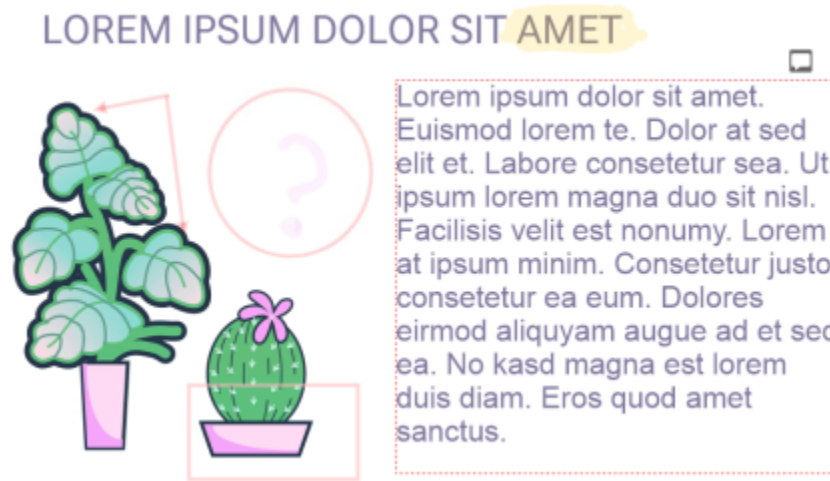 LOREM IPSUM DOLOR SIT AMET
?
Lorem ipsum dolor sit amet.
Euismod lorem te. Dolor at sed
elit et. Labore consetetur sea. Ut
ipsum lorem magna duo sit nisl.
Facilisis velit est nonumy. Lorem
at ipsum minim. Consetetur justo
consetetur ea eum. Dolores
eirmod aliquyam augue ad et sed
ea. No kasd magna est lorem
duis diam. Eros quod amet
sanctus.